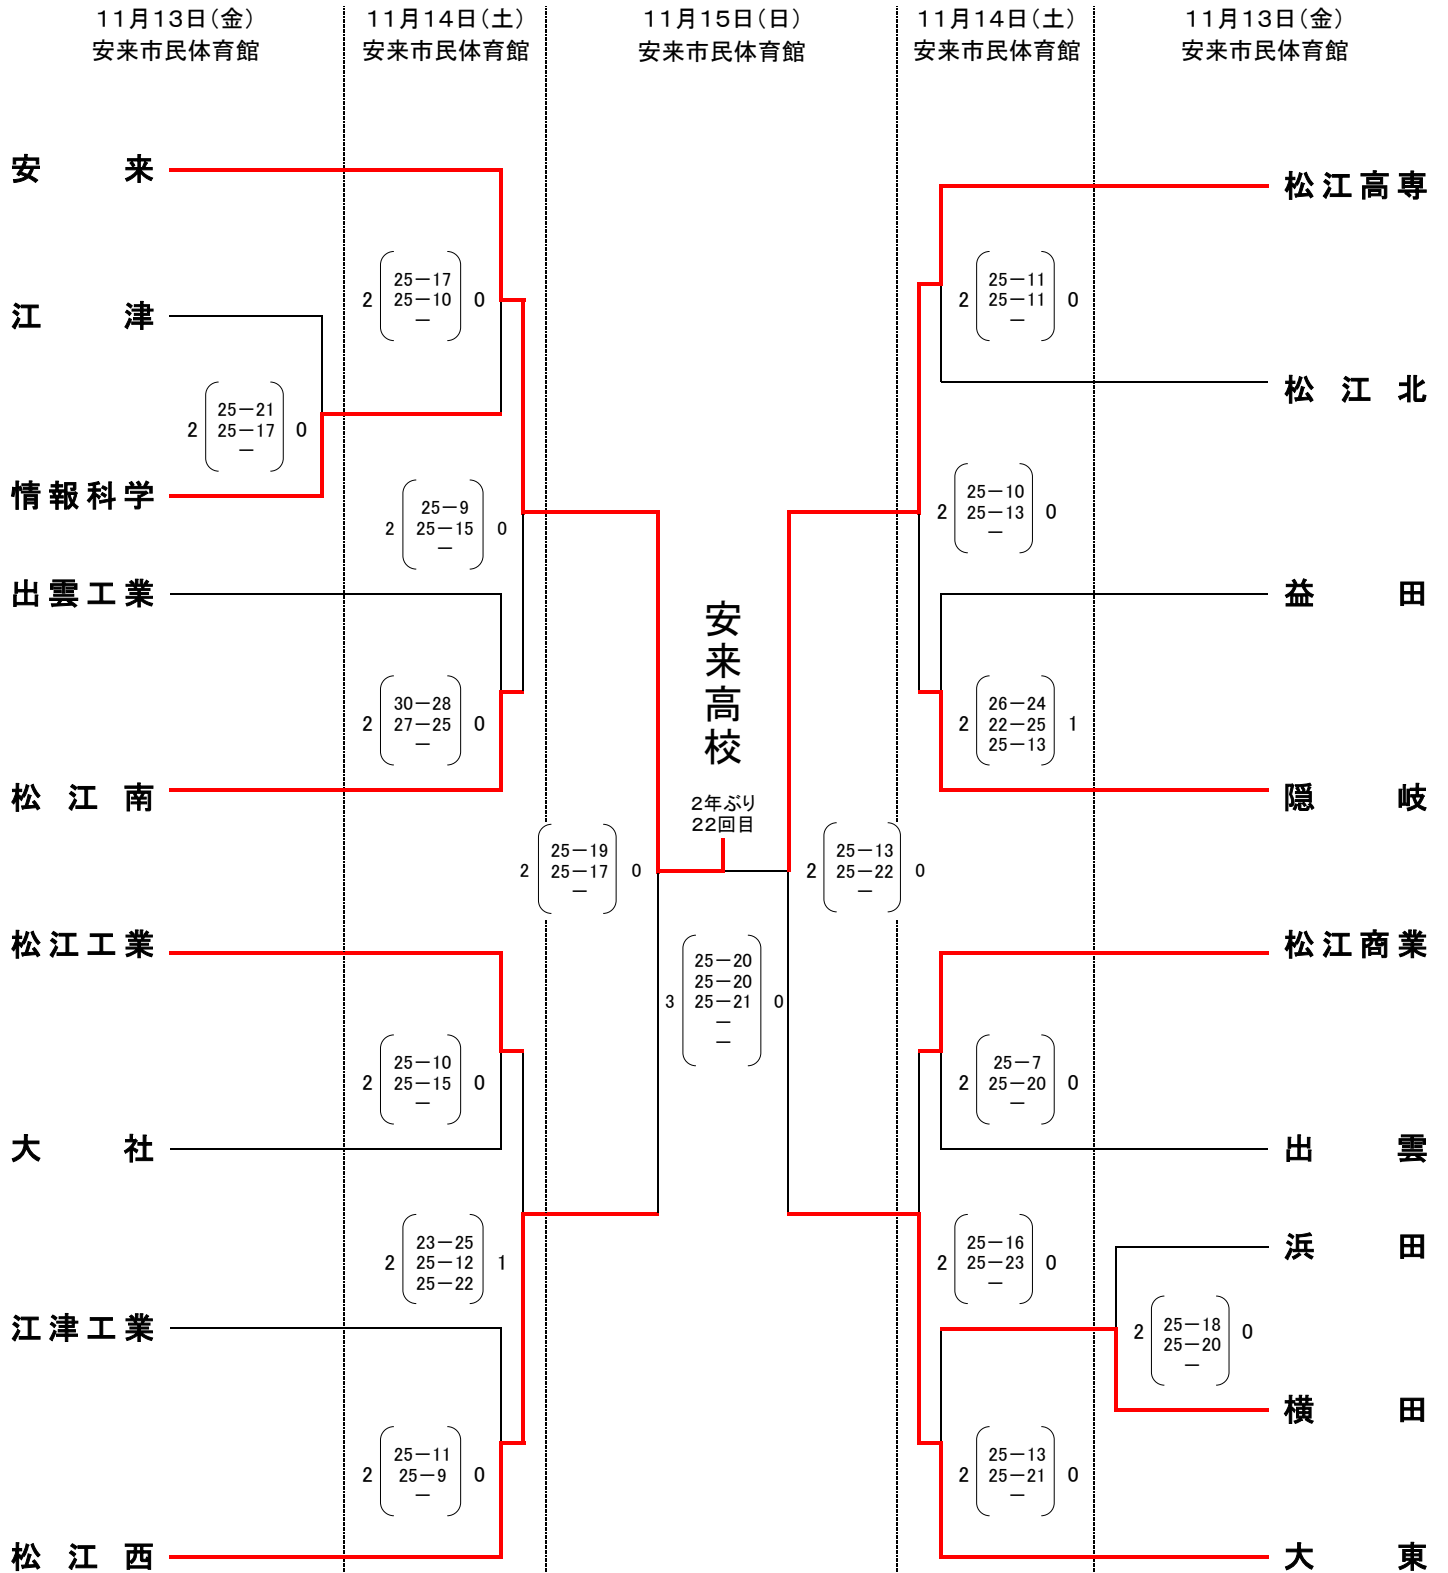 11月13日（金）
安来市民体育館
11月14日（土）
安来市民体育館
11月15日（日）
安来市民体育館
11月14日（土）
安来市民体育館
11月13日（金）
安来市民体育館
安来
江津
情報科学
出雲工業
松江南
松江工業
大社
江津工業
松江西
2
25－21
25－17
－
0
2
25－17
25－10
－
0
2
25－9
25－15
－
0
2
30－28
27－25
－
0
2
25－10
25－15
－
0
2
23－25
25－12
25－22
1
2
25－11
25－9
－
0
2
25－19
25－17
－
0
安来高校
2年ぶり
22回目
3
25－20
25－20
25－21
－
－
0
2
25－13
25－22
－
0
2
25－11
25－11
－
0
2
25－10
25－13
－
0
2
26－24
22－25
25－13
1
2
25－7
25－20
－
0
2
25－16
25－23
－
0
2
25－13
25－21
－
0
2
25－18
25－20
－
0
松江高専
松江北
益田
隠岐
松江商業
出雲
浜田
横田
大東